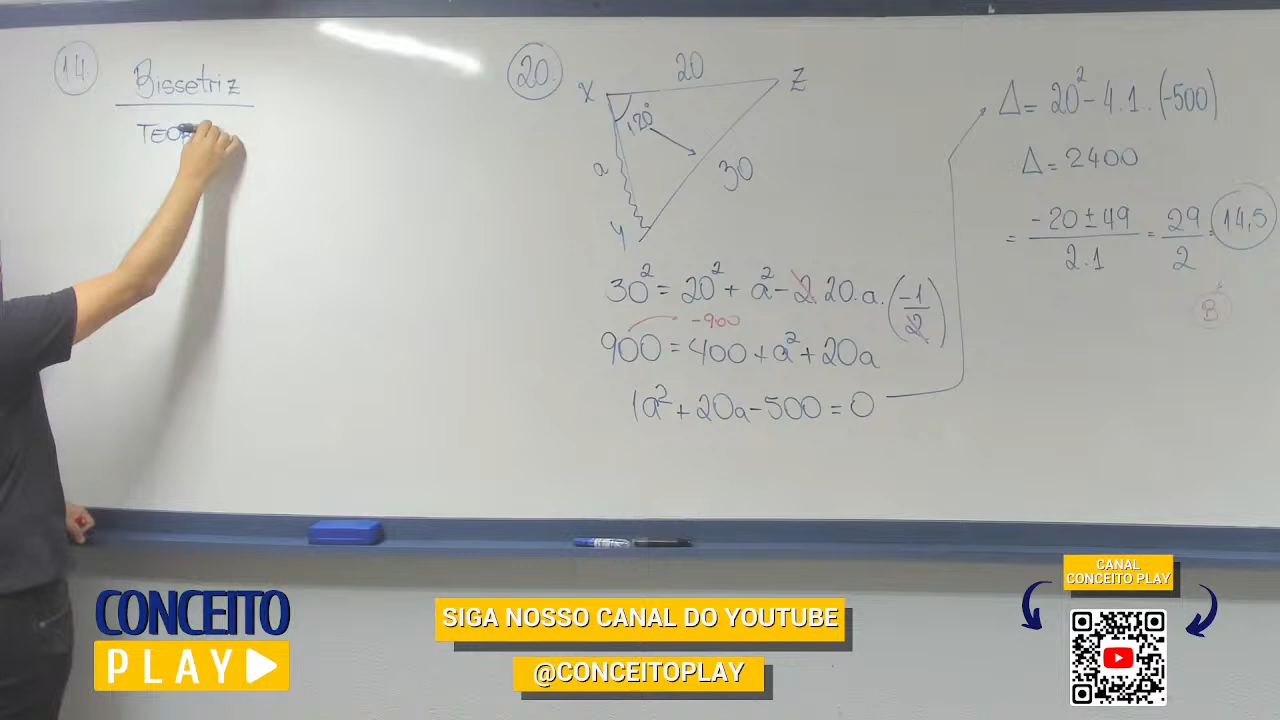 14.
Bissetriz
TEOR
20.
20
X
Z
120°
a
30
y
30² = 20² + a² - 2 20.a.(-1/2)
-900
900 = 400 + a² + 20a
1a² + 20a - 500 = 0
Δ = 20² - 4.1..(-500)
Δ = 2400
= -20 ± 49 / 2.1 = 29 / 2 = 14,5
B
CONCEITO
PLAY
SIGA NOSSO CANAL DO YOUTUBE
@CONCEITOPLAY
CANAL
CONCEITO PLAY